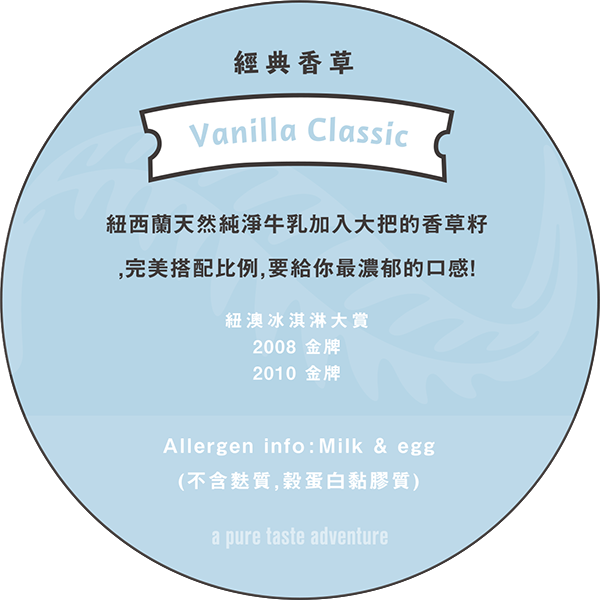 經典香草
Vanilla Classic
紐西蘭天然純淨牛乳加入大把的香草籽
,完美搭配比例,要給你最濃郁的口感!
紐澳冰淇淋大賞
2008 金牌
2010 金牌
Allergen info:Milk & egg
(不含麩質,穀蛋白黏膠質)
a pure taste adventure